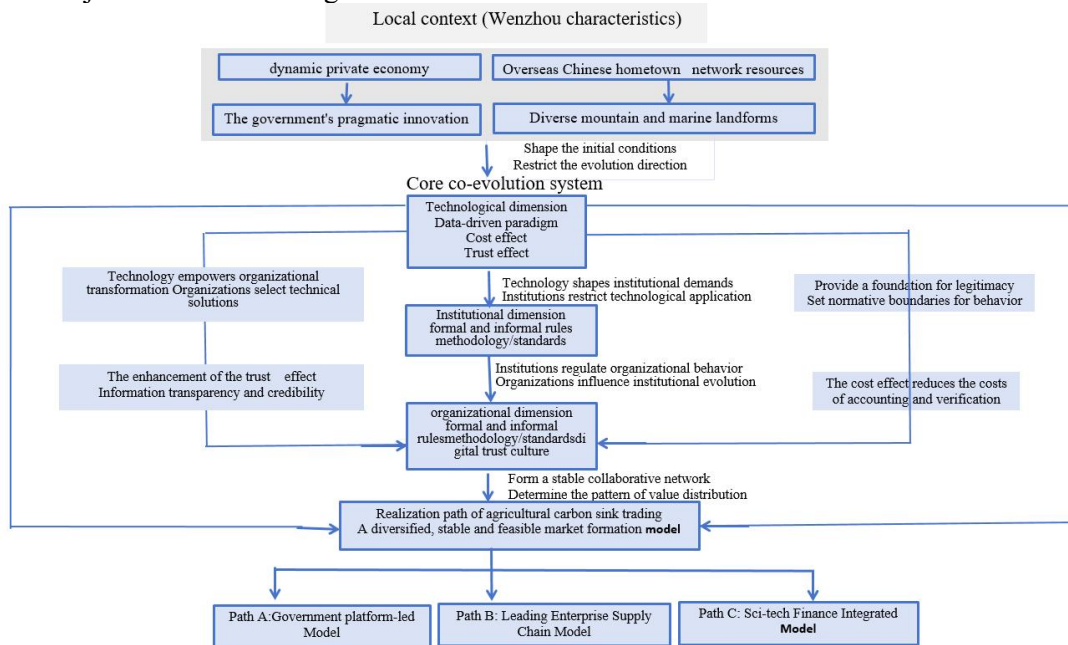 Local context (Wenzhou characteristics)
dynamic private economy
Overseas Chinese hometown network resources
The government's pragmatic innovation
Diverse mountain and marine landforms
Shape the initial conditions
Restrict the evolution direction
Core co-evolution system
Technological dimension
Data-driven paradigm
Cost effect
Trust effect
Technology empowers organizational
transformation Organizations select technical
solutions
Technology shapes institutional demands
Institutions restrict technological application
Provide a foundation for legitimacy
Set normative boundaries for behavior
Institutional dimension
formal and informal rules
methodology/standards
Institutions regulate organizational behavior
Organizations influence institutional evolution
The enhancement of the trust effect
Information transparency and credibility
The cost effect reduces the costs
of accounting and verification
organizational dimension
formal and informal
rulesmethodology/standardsdi
gital trust culture
Form a stable collaborative network
Determine the pattern of value distribution
Realization path of agricultural carbon sink trading
A diversified, stable and feasible market formation model
Path A:Government platform-led
Model
Path B: Leading Enterprise Supply
Chain Model
Path C: Sci-tech Finance Integrated
Model